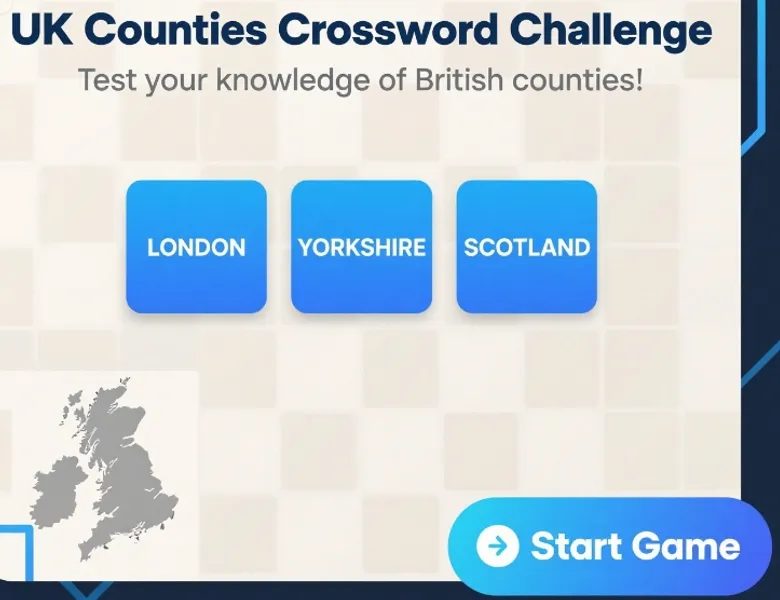 UK Counties Crossword Challenge
Test your knowledge of British counties!
LONDON
YORKSHIRE
SCOTLAND
Start Game